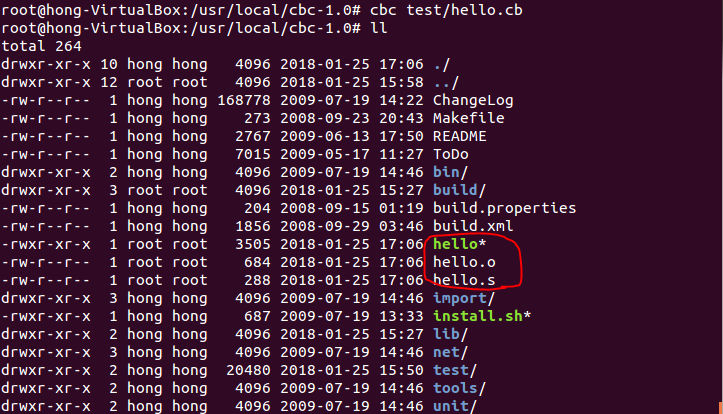 root@hong-VirtualBox:/usr/local/cbc-1.0# cbc test/hello.cb
root@hong-VirtualBox:/usr/local/cbc-1.0# ll
total 264
drwxr-xr-x 10 hong hong   4096 2018-01-25 17:06 ./
drwxr-xr-x 12 root root   4096 2018-01-25 15:58 ../
-rw-r--r--  1 hong hong 168778 2009-07-19 14:22 ChangeLog
-rw-r--r--  1 hong hong    273 2008-09-23 20:43 Makefile
-rw-r--r--  1 hong hong   2767 2009-06-13 17:50 README
-rw-r--r--  1 hong hong   7015 2009-05-17 11:27 ToDo
drwxr-xr-x  2 hong hong   4096 2009-07-19 14:46 bin/
drwxr-xr-x  3 root root   4096 2018-01-25 15:27 build/
-rw-r--r--  1 hong hong    204 2008-09-15 01:19 build.properties
-rw-r--r--  1 hong hong   1856 2008-09-29 03:46 build.xml
-rwxr-xr-x  1 root root   3505 2018-01-25 17:06 hello*
-rw-r--r--  1 root root    684 2018-01-25 17:06 hello.o
-rw-r--r--  1 root root    288 2018-01-25 17:06 hello.s
drwxr-xr-x  3 hong hong   4096 2009-07-19 14:46 import/
-rwxr-xr-x  1 hong hong    687 2009-07-19 13:33 install.sh*
drwxr-xr-x  2 hong hong   4096 2018-01-25 15:27 lib/
drwxr-xr-x  3 hong hong   4096 2009-07-19 14:46 net/
drwxr-xr-x  2 hong hong  20480 2018-01-25 15:50 test/
drwxr-xr-x  2 hong hong   4096 2009-07-19 14:46 tools/
drwxr-xr-x  2 hong hong   4096 2009-07-19 14:46 unit/